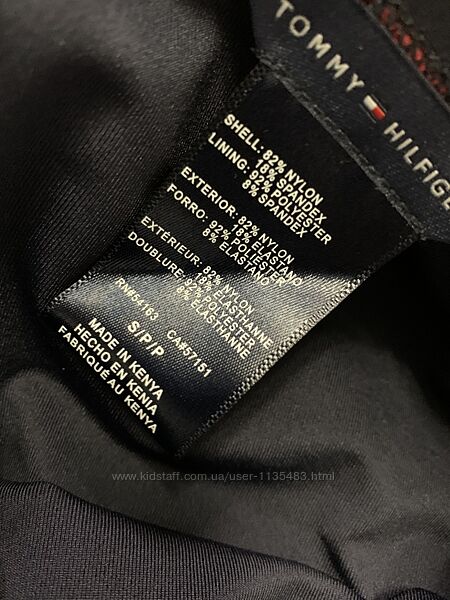 TOMMY HILFIGE
SHELL: 82% NYLON
18% SPANDEX
LINING: 92% POLYESTER
8% SPANDEX
EXTERIOR: 82% NYLON
18% ELASTANO
FORRO: 92% POLIESTER
8% ELASTANO
EXTÉRIEUR: 82% NYLON
18% ELASTHANNE
DOUBLURE: 92% POLYESTER
8% ELASTHANNE
RN#54163 CA#57151
S/P/P
MADE IN KENYA
HECHO EN KENIA
FABRIQUÉ AU KENYA
www.kidstaff.com.ua/user-1135483.html